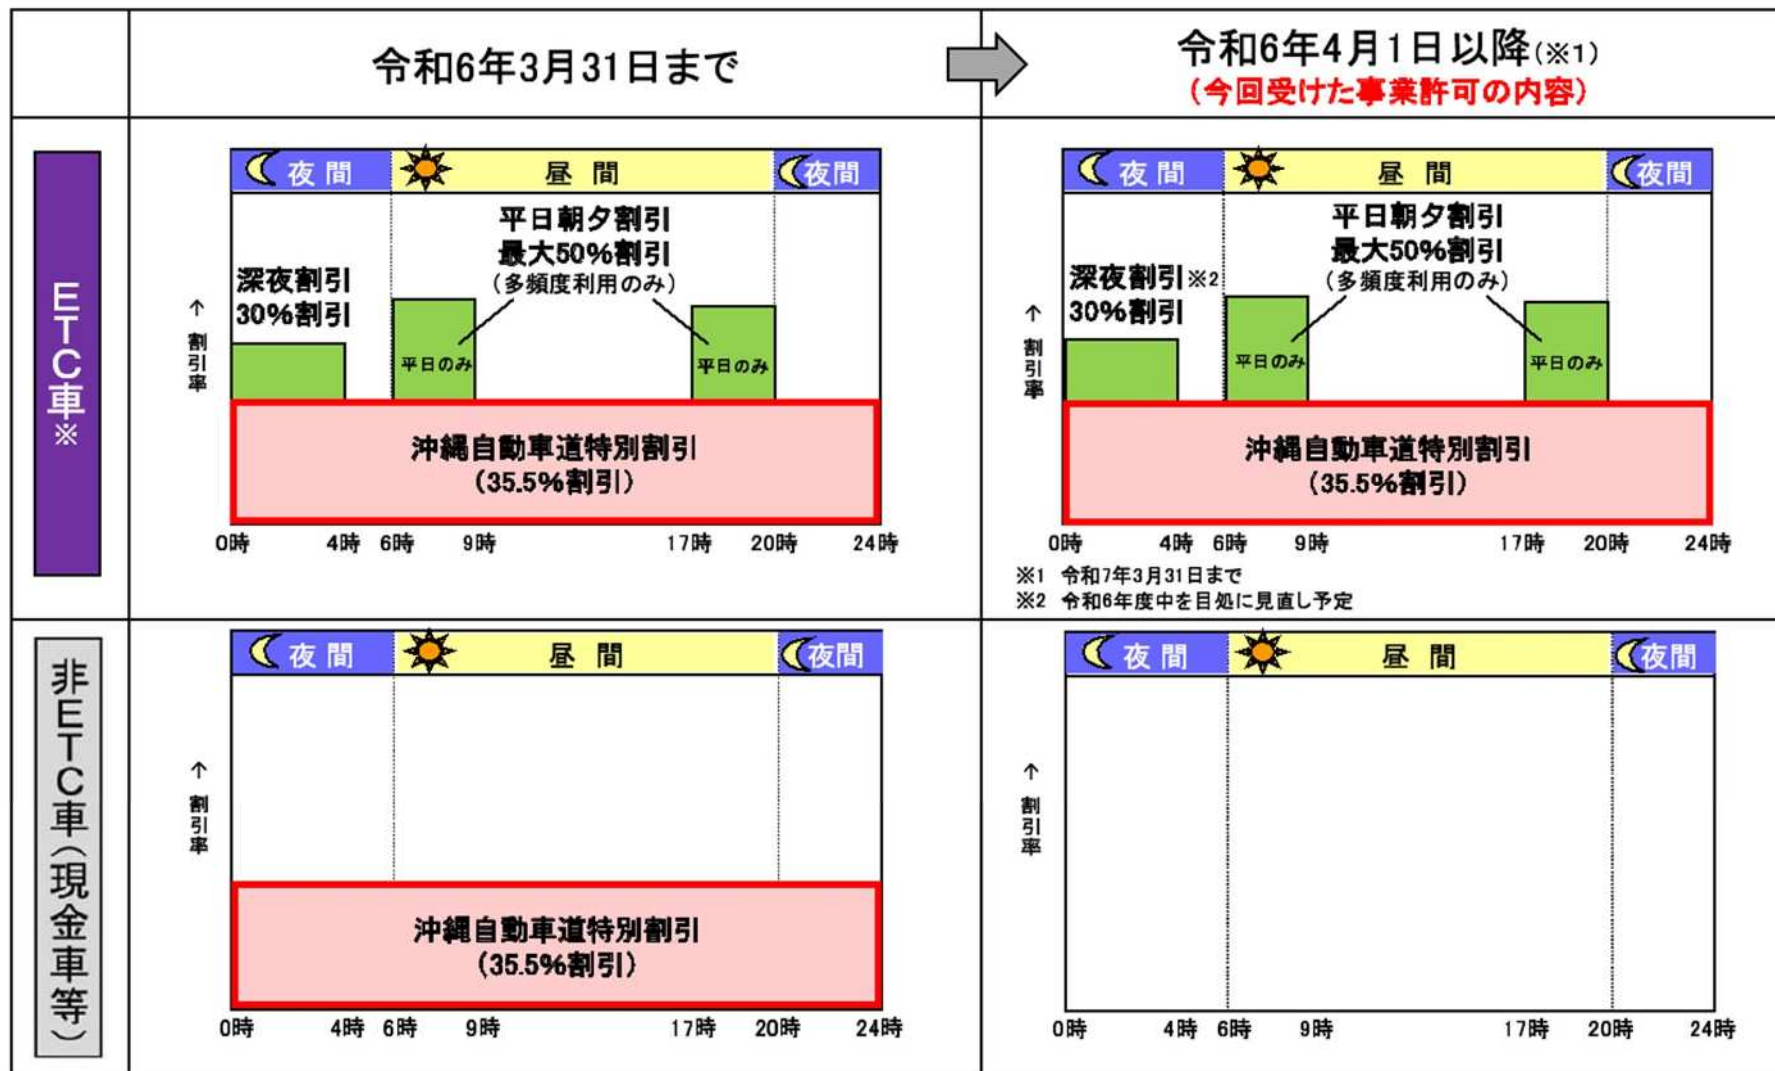 令和6年3月31日まで
令和6年4月1日以降(※1)
(今回受けた事業許可の内容)
ETC車※
夜間
昼間
夜間
平日朝夕割引
最大50%割引
(多頻度利用のみ)
深夜割引
30%割引
↑割引率
平日のみ
平日のみ
沖縄自動車道特別割引
(35.5%割引)
0時 4時 6時 9時 17時 20時 24時
夜間
昼間
夜間
平日朝夕割引
最大50%割引
(多頻度利用のみ)
深夜割引※2
30%割引
↑割引率
平日のみ
平日のみ
沖縄自動車道特別割引
(35.5%割引)
0時 4時 6時 9時 17時 20時 24時
※1 令和7年3月31日まで
※2 令和6年度中を目処に見直し予定
非ETC車(現金車等)
夜間
昼間
夜間
↑割引率
沖縄自動車道特別割引
(35.5%割引)
0時 4時 6時 9時 17時 20時 24時
夜間
昼間
夜間
↑割引率
0時 4時 6時 9時 17時 20時 24時